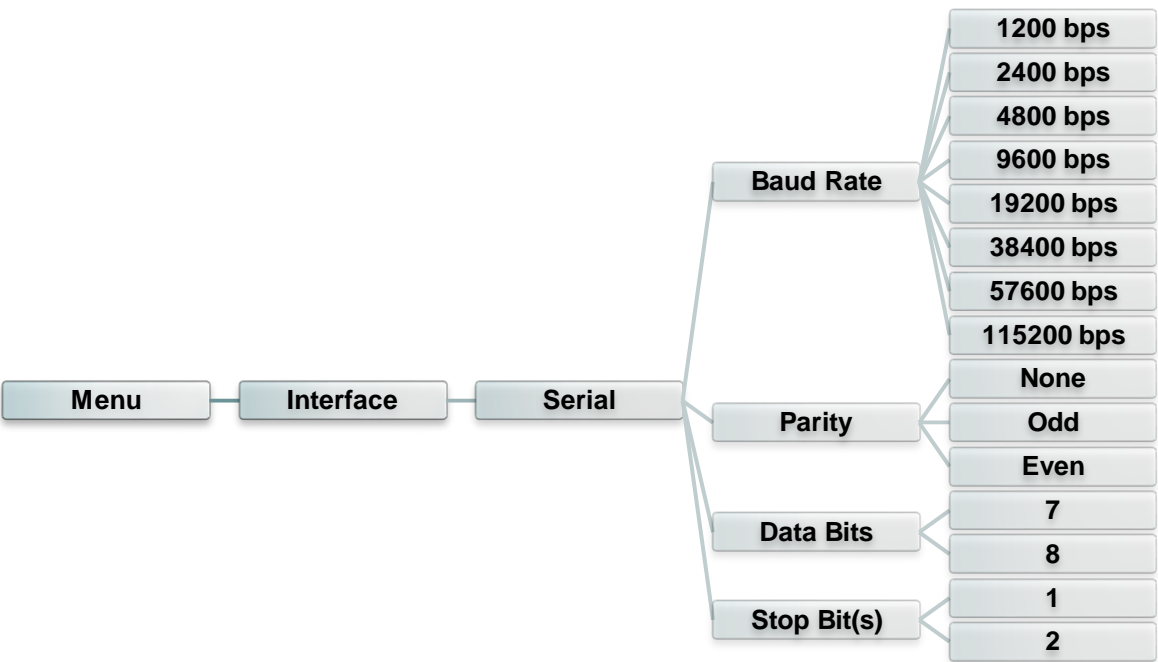 1200 bps
2400 bps
4800 bps
9600 bps
Baud Rate
19200 bps
38400 bps
57600 bps
115200 bps
Menu
Interface
Serial
None
Parity
Odd
Even
Data Bits
7
8
Stop Bit(s)
1
2